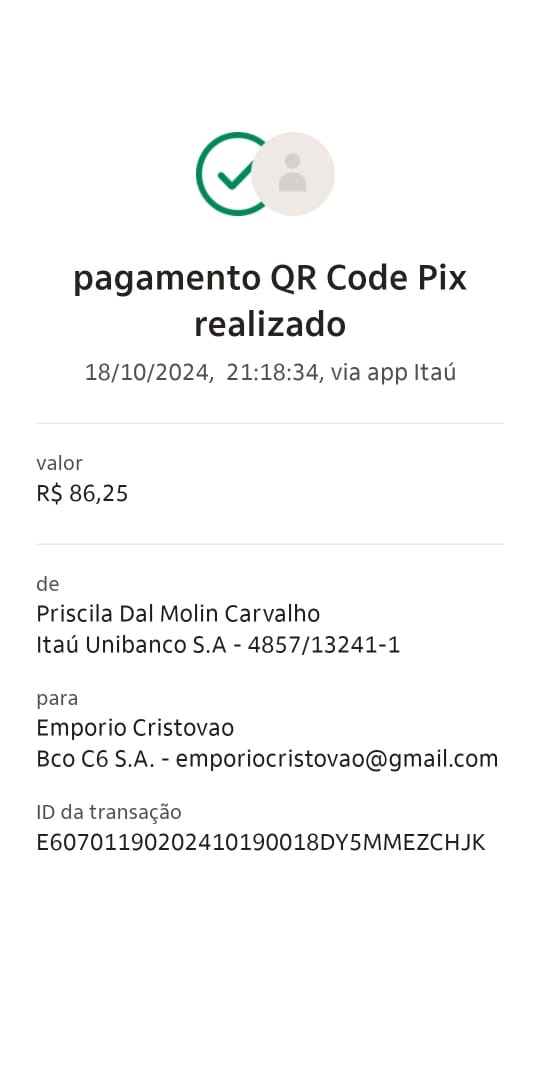 pagamento QR Code Pix
realizado
18/10/2024,  21:18:34, via app Itaú
valor
R$ 86,25
de
Priscila Dal Molin Carvalho
Itaú Unibanco S.A - 4857/13241-1
para
Emporio Cristovao
Bco C6 S.A. - emporiocristovao@gmail.com
ID da transação
E60701190202410190018DY5MMEZCHJK